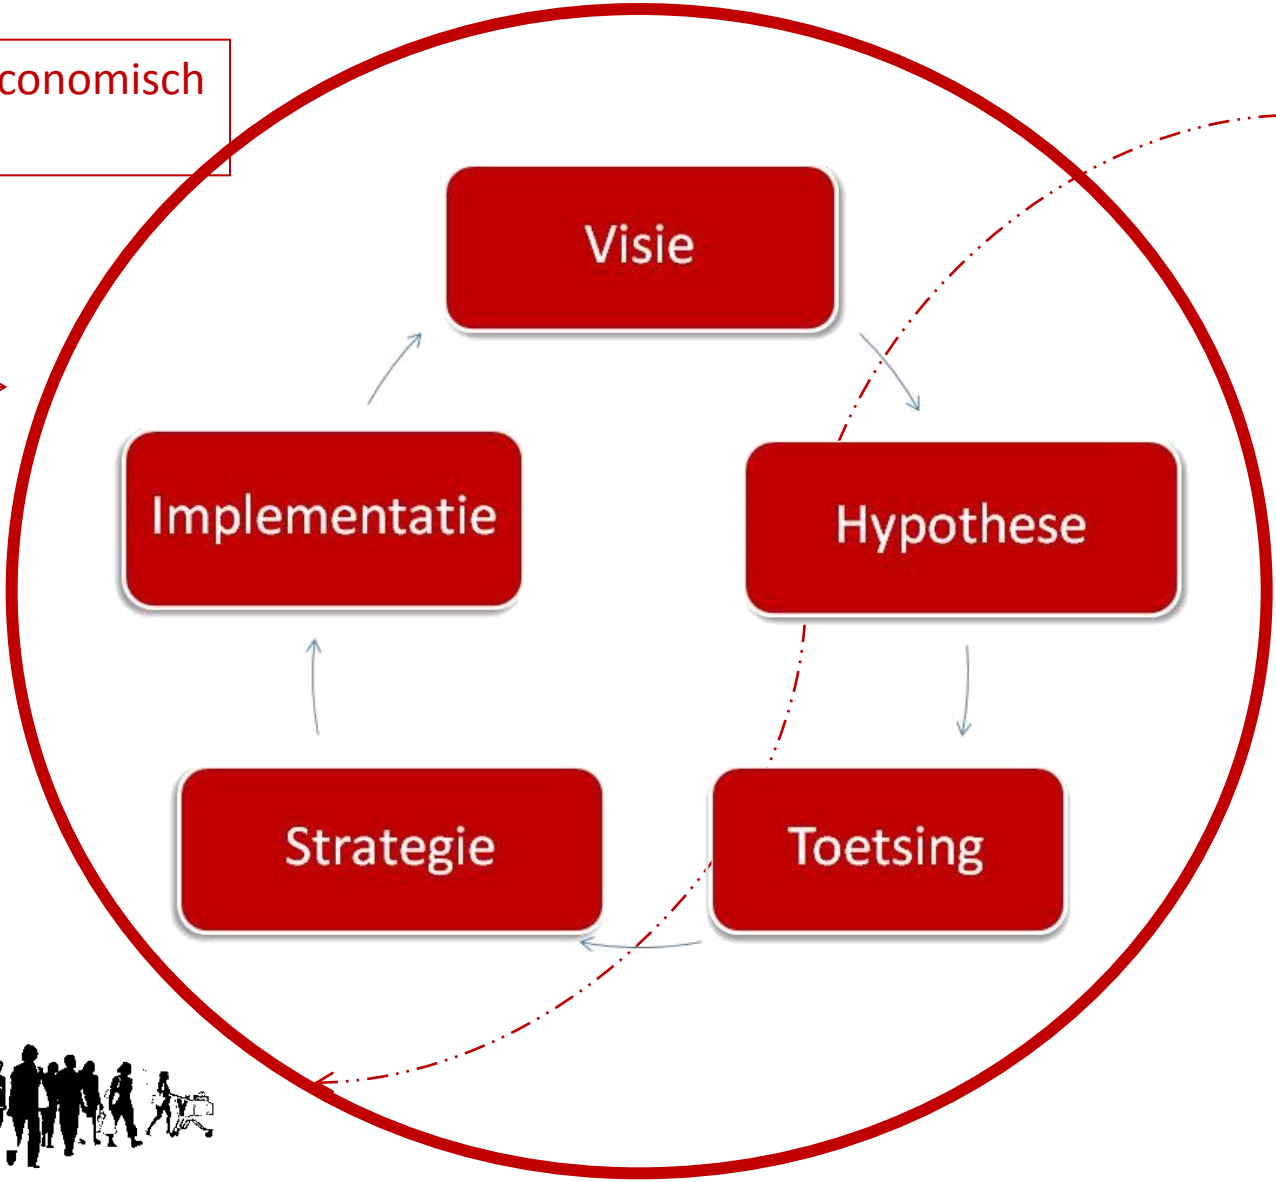 conomisch
Visie
Hypothese
Toetsing
Strategie
Implementatie